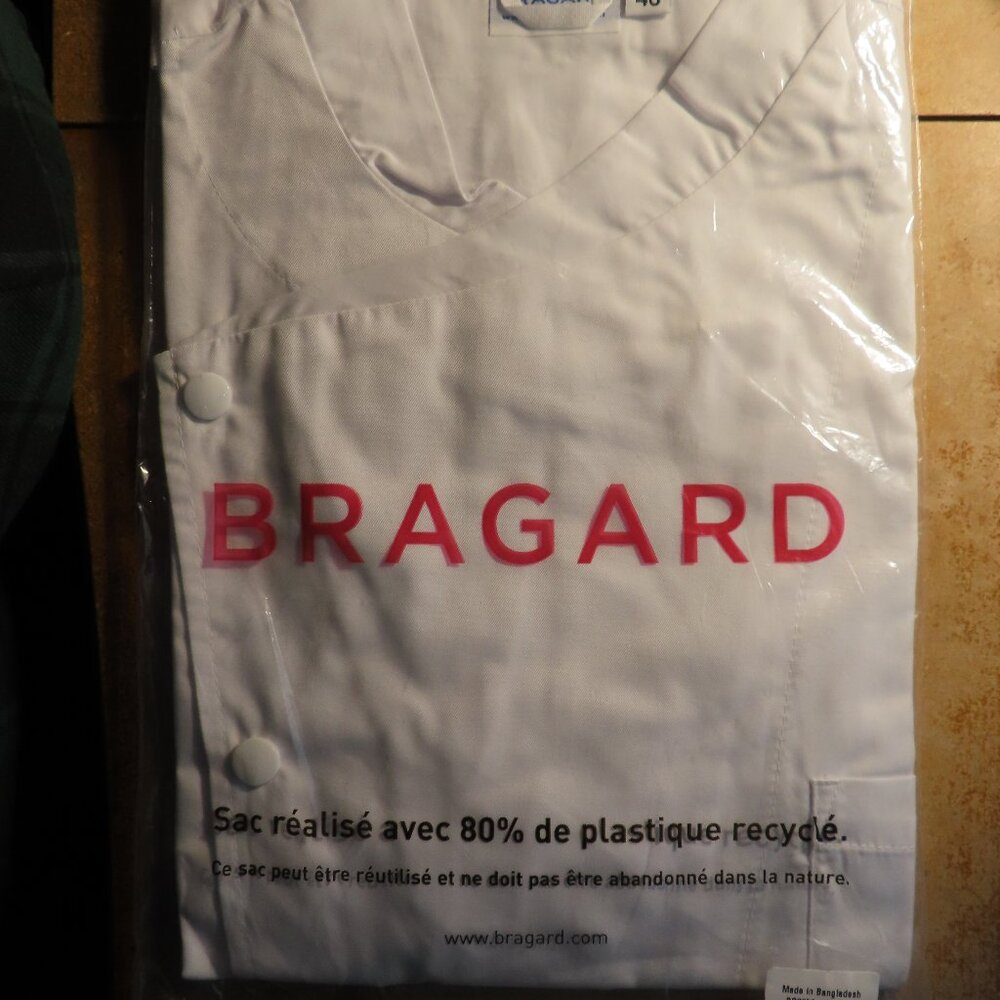 BRAGARD
Sac réalisé avec 80% de plastique recyclé.
Ce sac peut être réutilisé et ne doit pas être abandonné dans la nature.
www.bragard.com
Made in Bangladesh